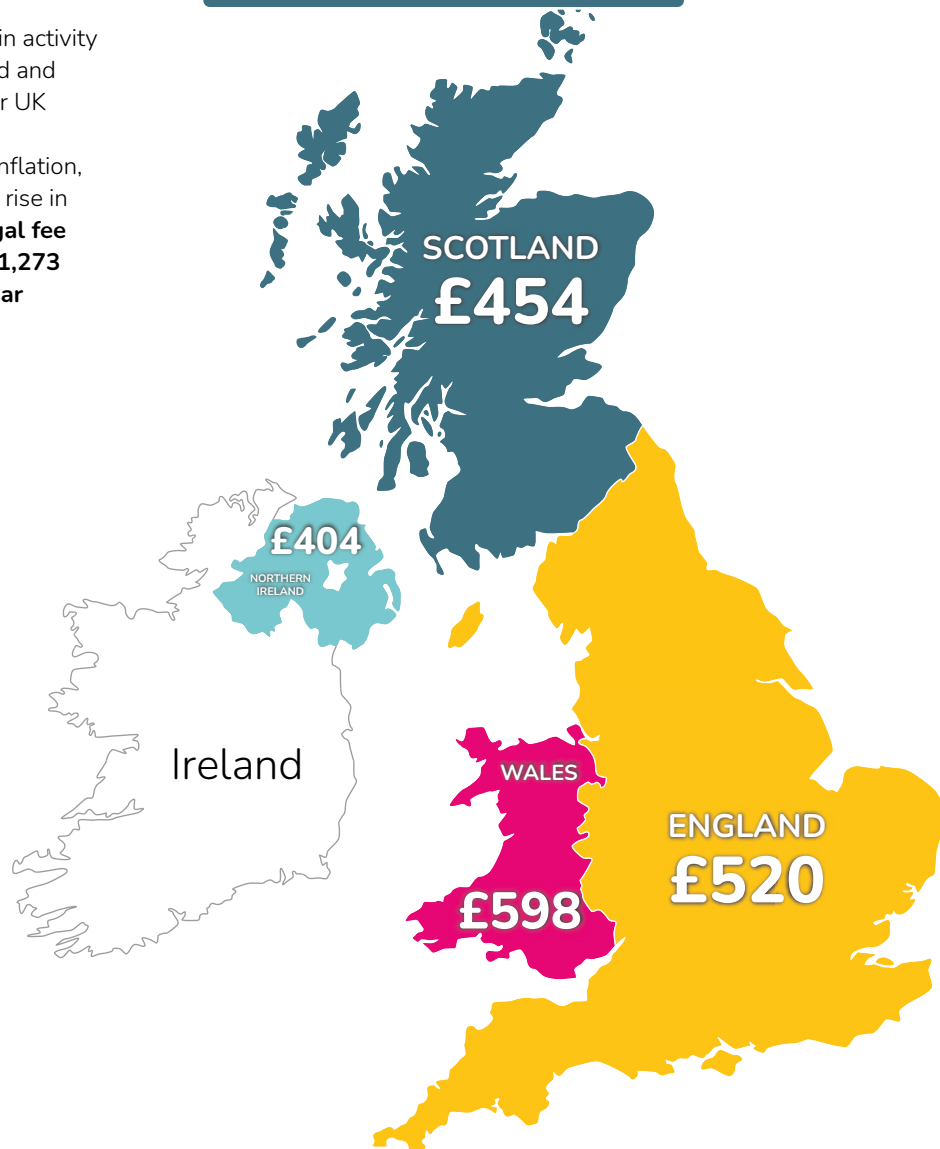 in activity
d and
r UK
nflation,
rise in
gal fee
1,273
ar
SCOTLAND
£454
£404
NORTHERN
IRELAND
Ireland
WALES
£598
ENGLAND
£520